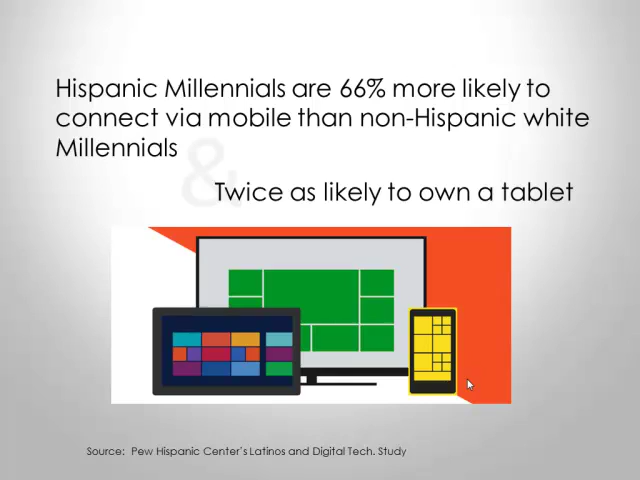 Hispanic Millennials are 66% more likely to
connect via mobile than non-Hispanic white
Millennials
&
Twice as likely to own a tablet
Source: Pew Hispanic Center's Latinos and Digital Tech. Study